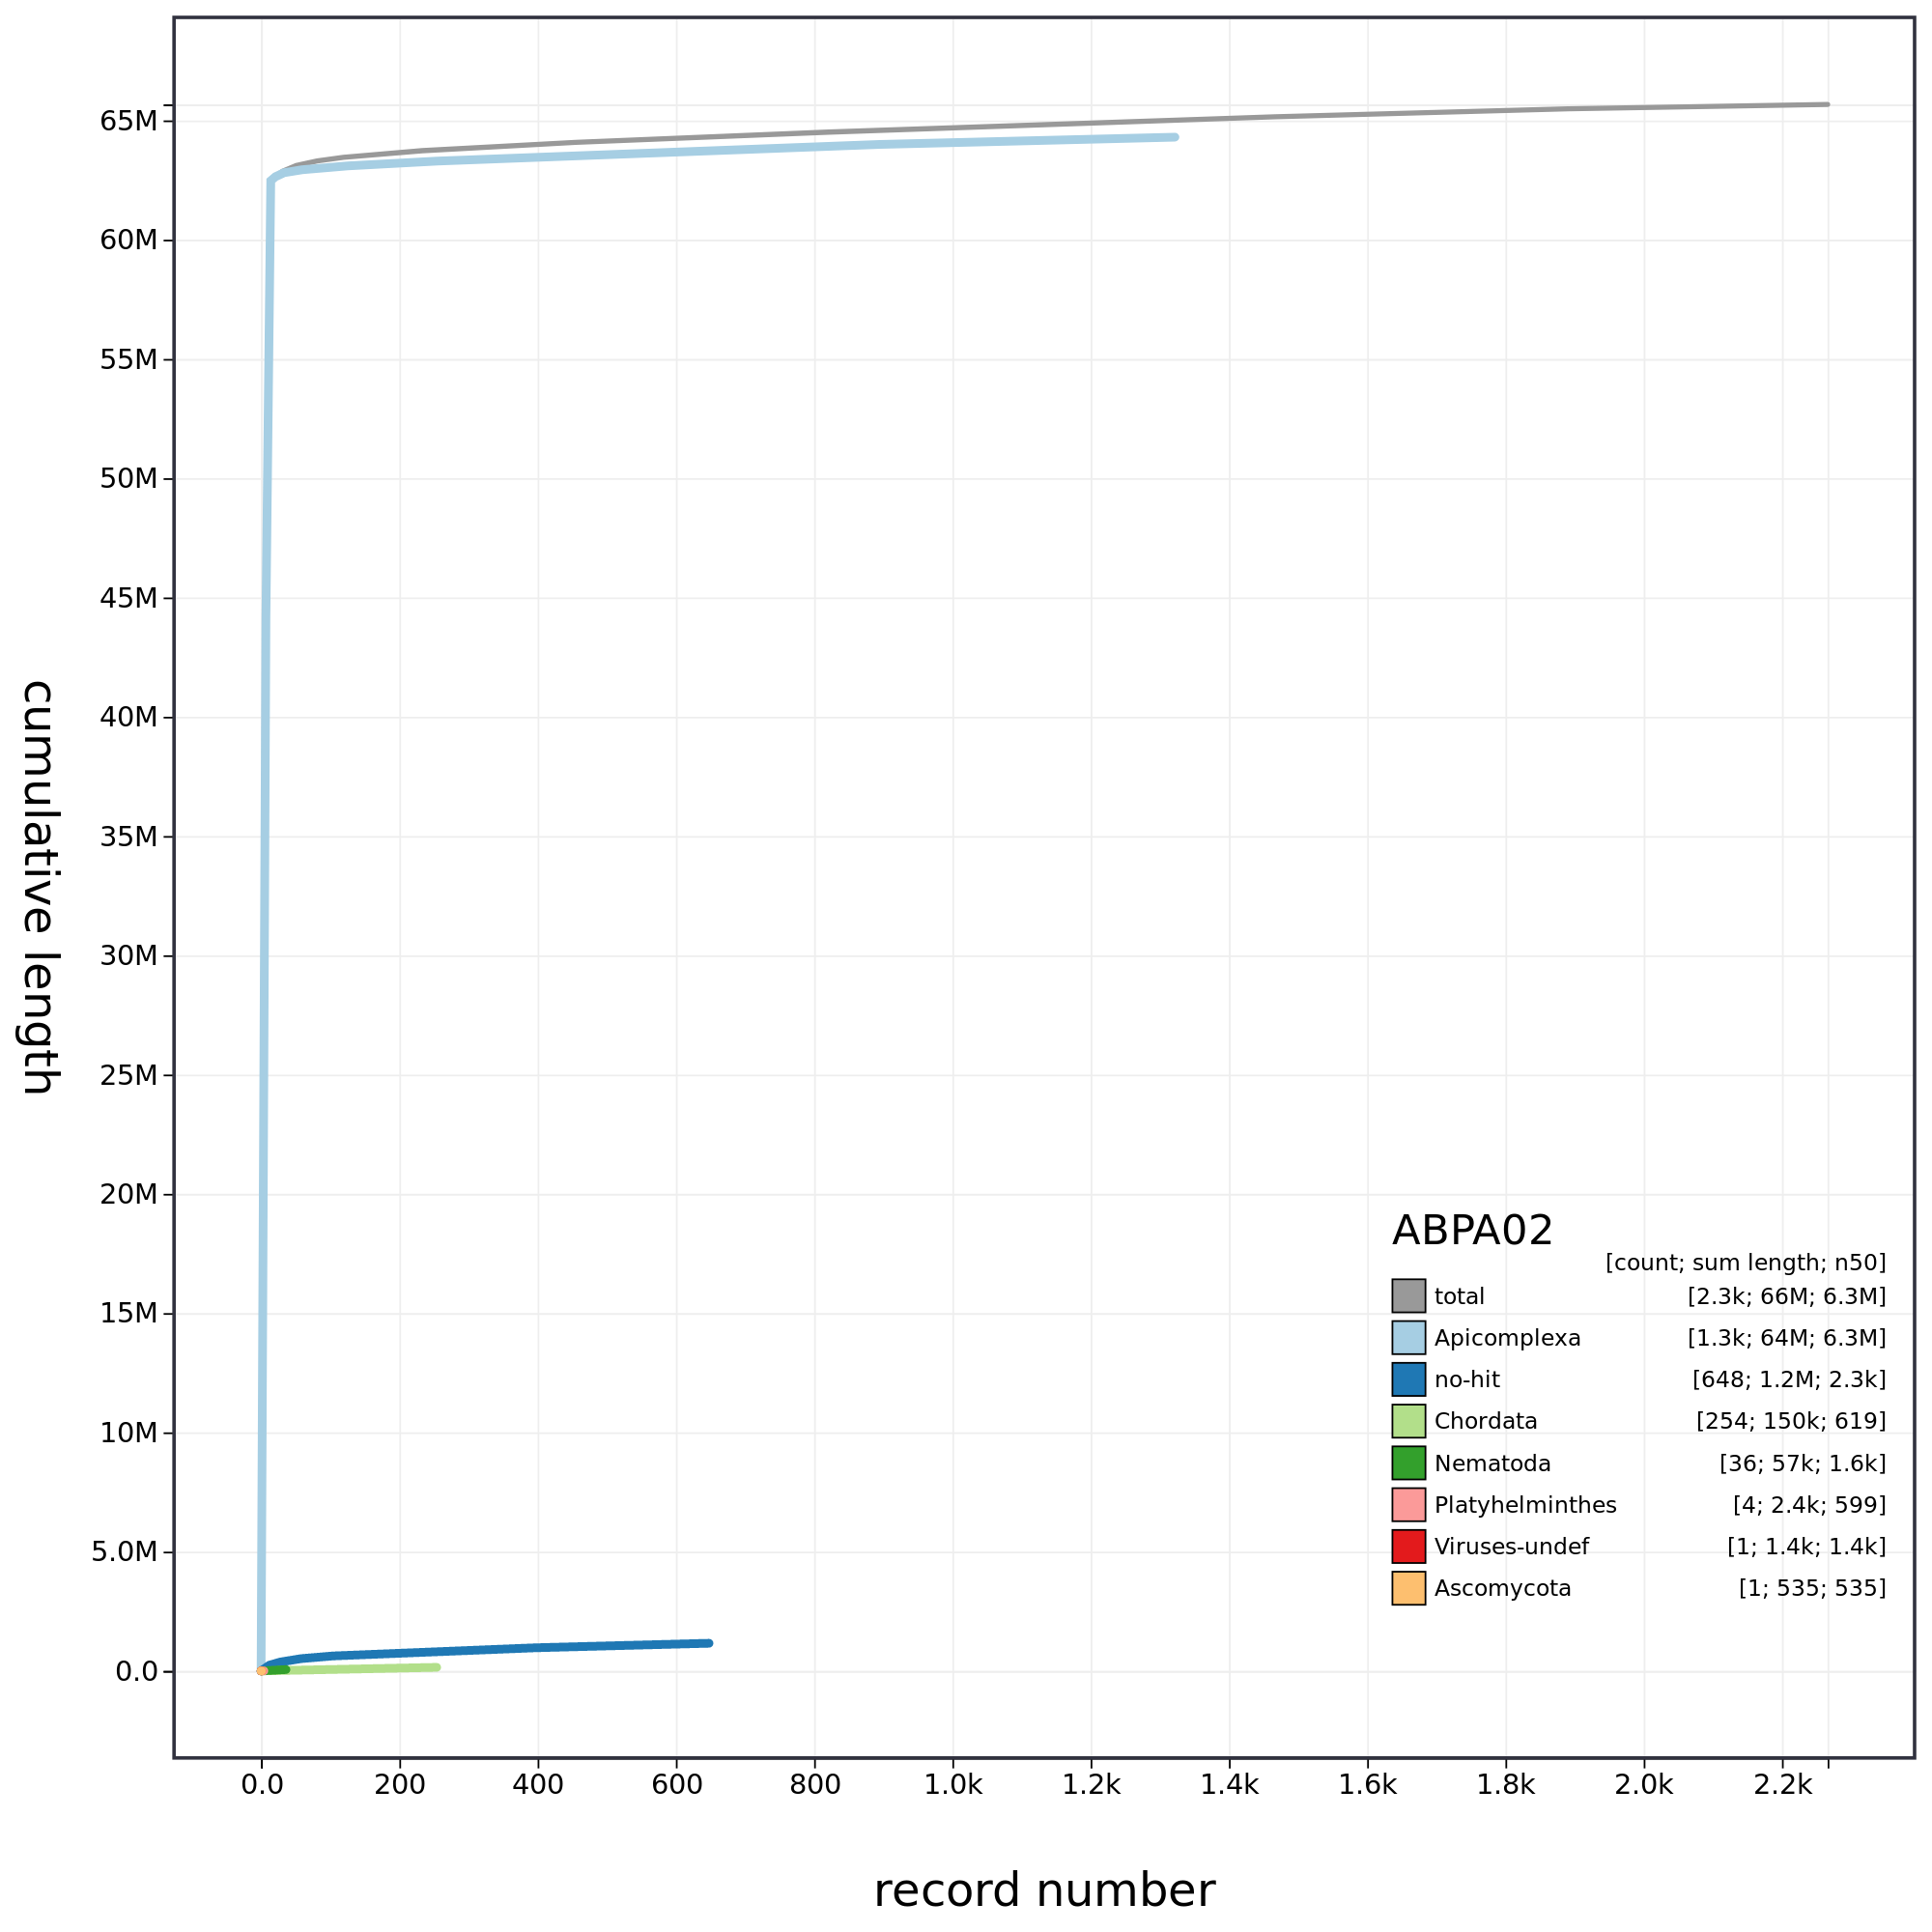 65M
60M
55M
50M
45M
40M
35M
30M
25M
20M
15M
10M
5.0M
0.0
cumulative length
ABPA02
[count; sum length; n50]
total [2.3k; 66M; 6.3M]
Apicomplexa [1.3k; 64M; 6.3M]
no-hit [648; 1.2M; 2.3k]
Chordata [254; 150k; 619]
Nematoda [36; 57k; 1.6k]
Platyhelminthes [4; 2.4k; 599]
Viruses-undef [1; 1.4k; 1.4k]
Ascomycota [1; 535; 535]
0.0 200 400 600 800 1.0k 1.2k 1.4k 1.6k 1.8k 2.0k 2.2k
record number